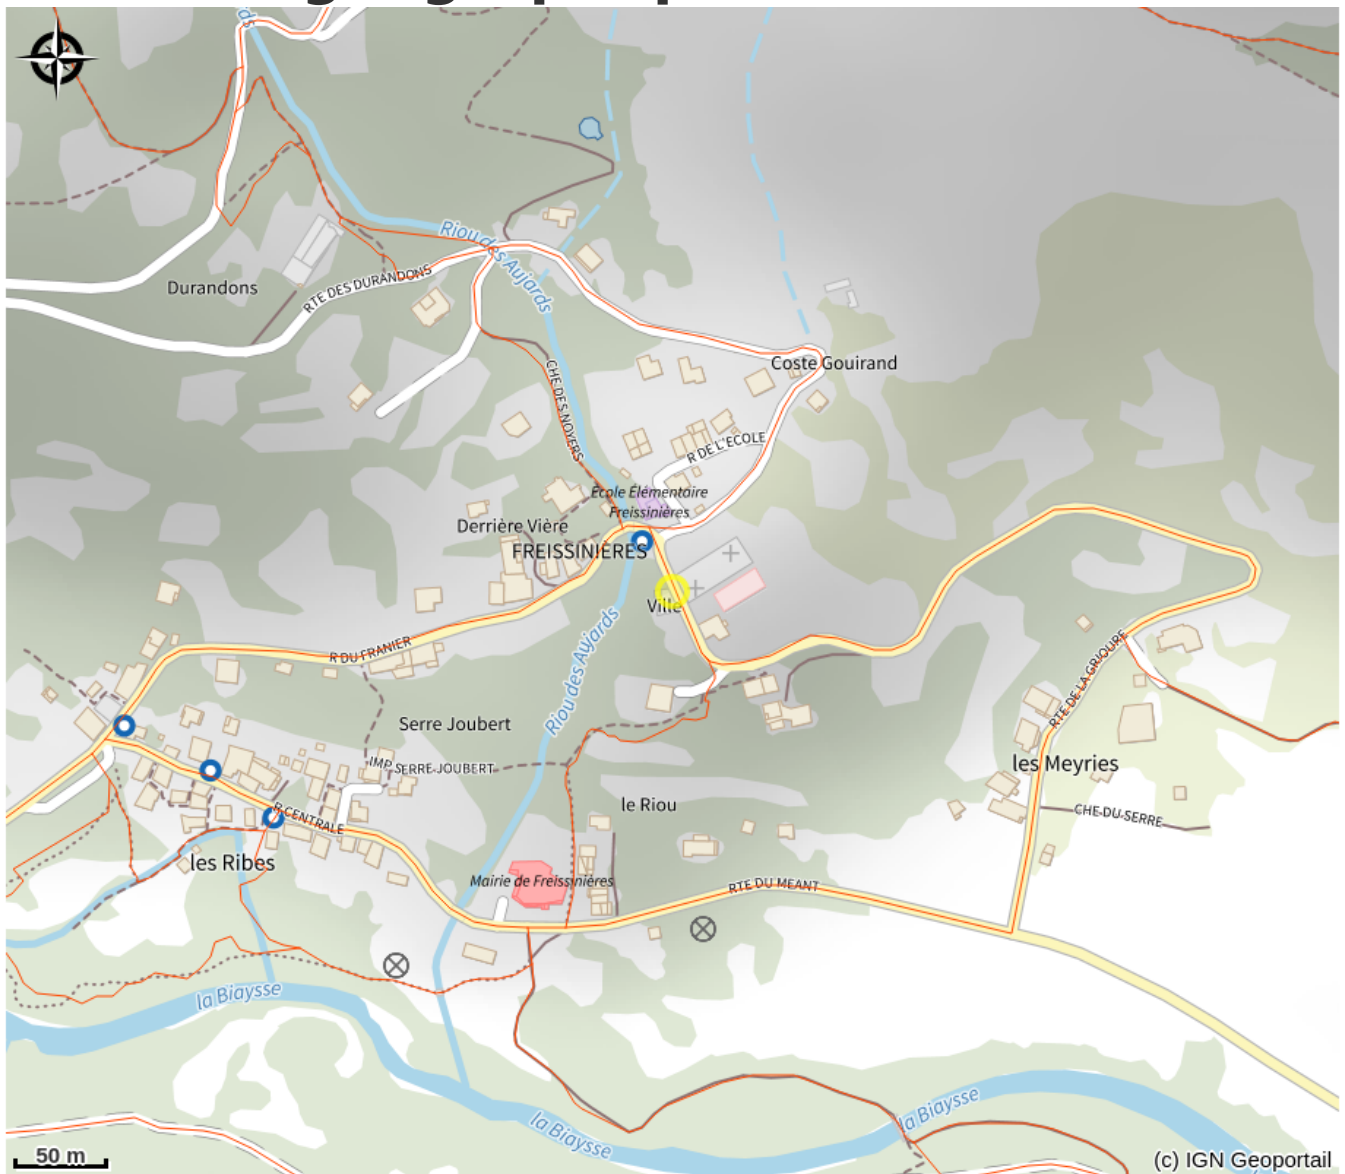 Riou des Aujards
Durandons
RTE DES DURANDONS
Coste Gouirand
CHE DES NOYERS
R DE L'ECOLE
École Élémentaire
Freissinières
Derrière Vière
FREISSINIÈRES
Ville
R DU FRANIER
Riou des Aujards
RTE DE LA GRIOURE
Serre Joubert
IMP SERRE JOUBERT
les Meyries
le Riou
CHE DU SERRE
R CENTRALE
les Ribes
Mairie de Freissinières
RTE DU MEANT
la Biaysse
la Biaysse
la Biaysse
50 m
(c) IGN Geoportail